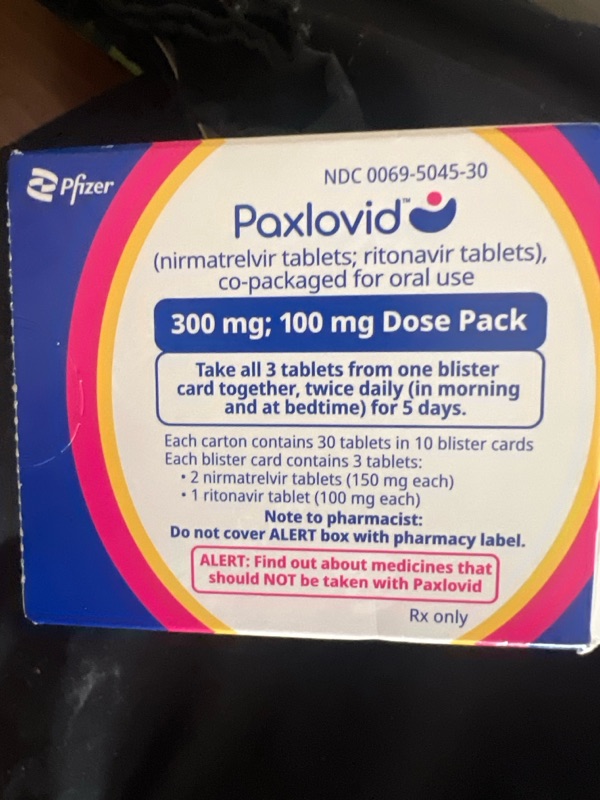 Pfizer
NDC 0069-5045-30
Paxlovid™
(nirmatrelvir tablets; ritonavir tablets),
co-packaged for oral use
300 mg; 100 mg Dose Pack
Take all 3 tablets from one blister
card together, twice daily (in morning
and at bedtime) for 5 days.
Each carton contains 30 tablets in 10 blister cards
Each blister card contains 3 tablets:
• 2 nirmatrelvir tablets (150 mg each)
• 1 ritonavir tablet (100 mg each)
Note to pharmacist:
Do not cover ALERT box with pharmacy label.
ALERT: Find out about medicines that
should NOT be taken with Paxlovid
Rx only